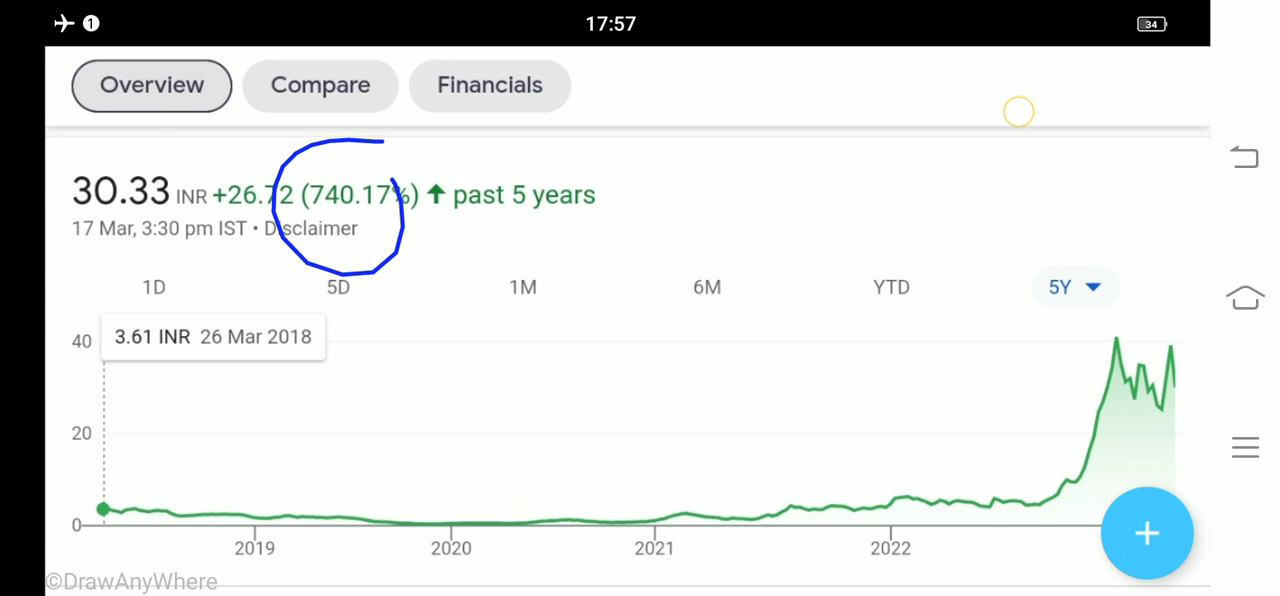 1 17:57 34
Overview Compare Financials
30.33 INR +26.72 (740.17%) ↑ past 5 years
17 Mar, 3:30 pm IST • Disclaimer
1D 5D 1M 6M YTD 5Y
3.61 INR 26 Mar 2018
40
20
0
2019 2020 2021 2022
+
©DrawAnyWhere